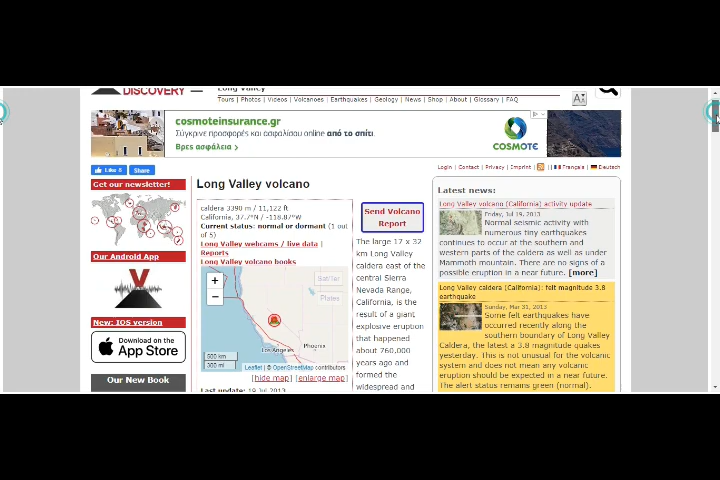 DISCOVERY
Long Valley
Tours | Photos | Videos | Volcanoes | Earthquakes | Geology | News | Shop | About | Glossary | FAQ
A
cosmoteinsurance.gr
Σύγκρινε προσφορές και ασφαλίσου online από το σπίτι.
Βρες ασφάλεια >
COSMOTE
Like 8
Share
Login | Contact | Privacy | Imprint | Français | Deutsch
Get our newsletter!
Our Android App
New: IOS version
Download on the
App Store
Our New Book
Long Valley volcano
caldera 3390 m / 11,122 ft
California, 37.7°N / -118.87°W
Current status: normal or dormant (1 out
of 5)
Long Valley webcams / live data |
Reports
Long Valley volcano books
+
−
Satellite
Plates
Los Angeles
Phoenix
500 km
300 mi
Leaflet | © OpenStreetMap contributors
[hide map] [enlarge map]
Last update: 19 Jul 2013
Send Volcano
Report
The large 17 x 32
km Long Valley
caldera east of the
central Sierra
Nevada Range,
California, is the
result of a giant
explosive eruption
that happened
about 760,000
years ago and
formed the
widespread and
Latest news:
Long Valley volcano (California) activity update
Friday, Jul 19, 2013
Normal seismic activity with
numerous tiny earthquakes
continues to occur at the southern and
western parts of the caldera as well as under
Mammoth mountain. There are no signs of a
possible eruption in a near future. [more]
Long Valley caldera (California): felt magnitude 3.8
earthquake
Sunday, Mar 31, 2013
Some felt earthquakes have
occurred recently along the
southern boundary of Long Valley
Caldera, the latest a 3.8 magnitude quakes
yesterday. This is not unusual for the volcanic
system and does not mean any volcanic
eruption should be expected in a near future.
The alert status remains green (normal).